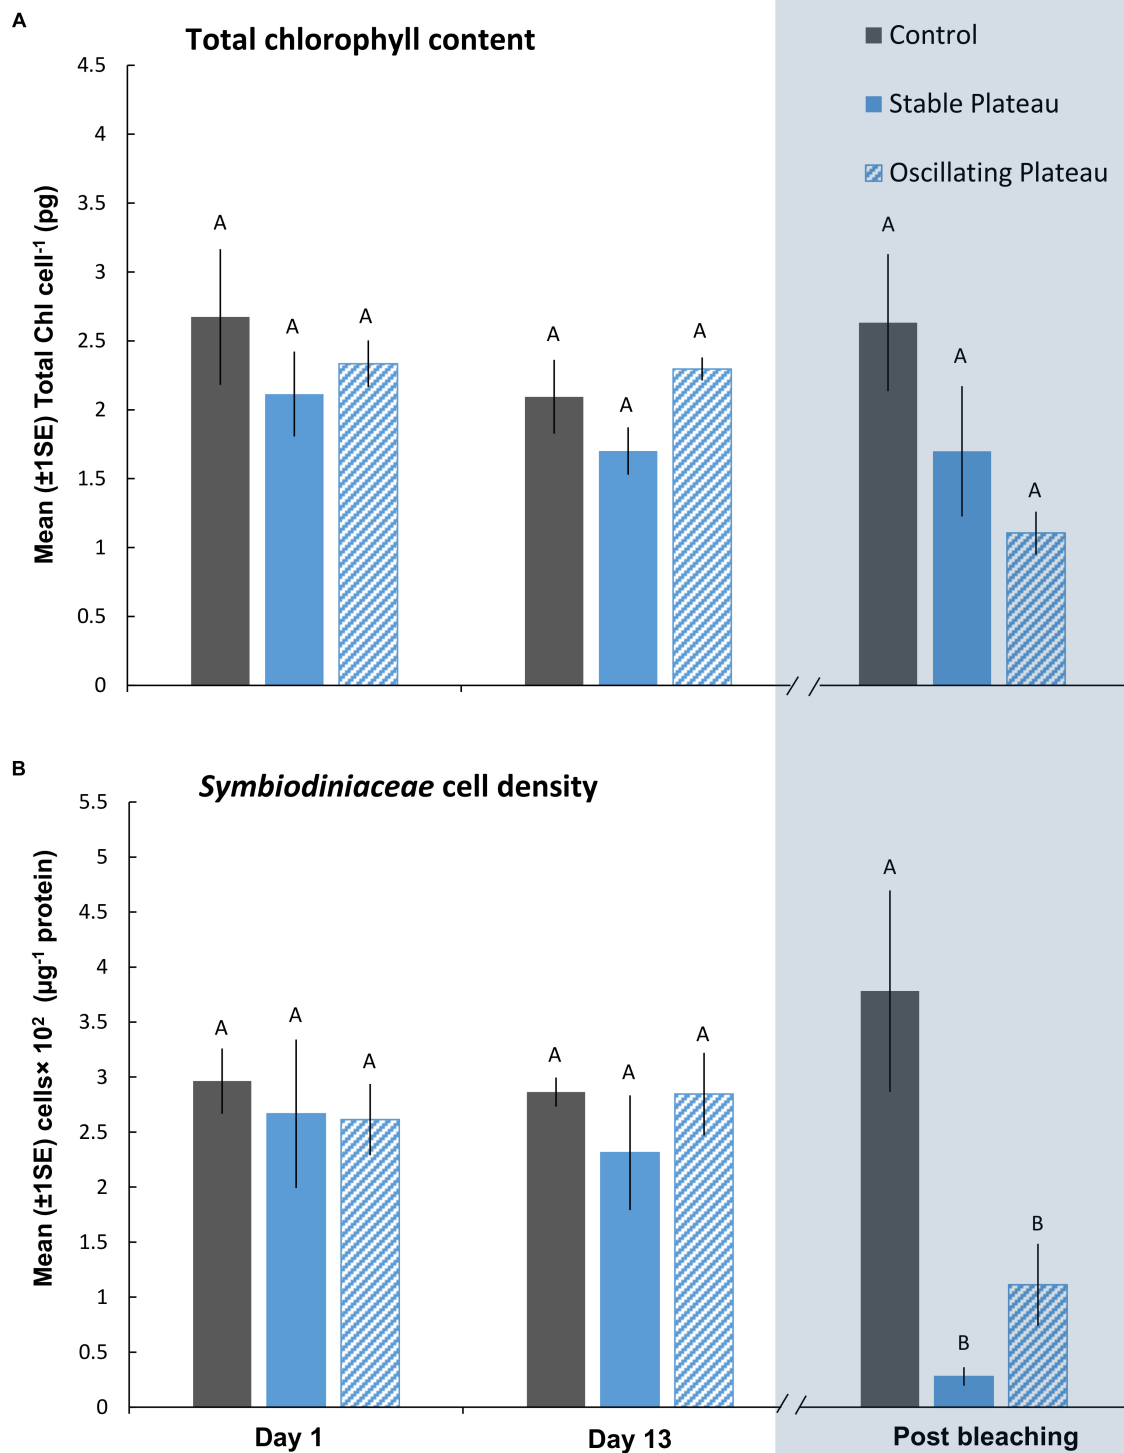 A
Total chlorophyll content
Control
Stable Plateau
Oscillating Plateau
Mean (±1SE) Total Chl cell⁻¹ (pg)
4.5
4
3.5
3
2.5
2
1.5
1
0.5
0
A
A
A
A
A
A
A
A
A
B
Symbiodiniaceae cell density
Mean (±1SE) cells× 10² (µg⁻¹ protein)
5.5
5
4.5
4
3.5
3
2.5
2
1.5
1
0.5
0
A
A
A
A
A
A
A
B
B
Day 1
Day 13
Post bleaching